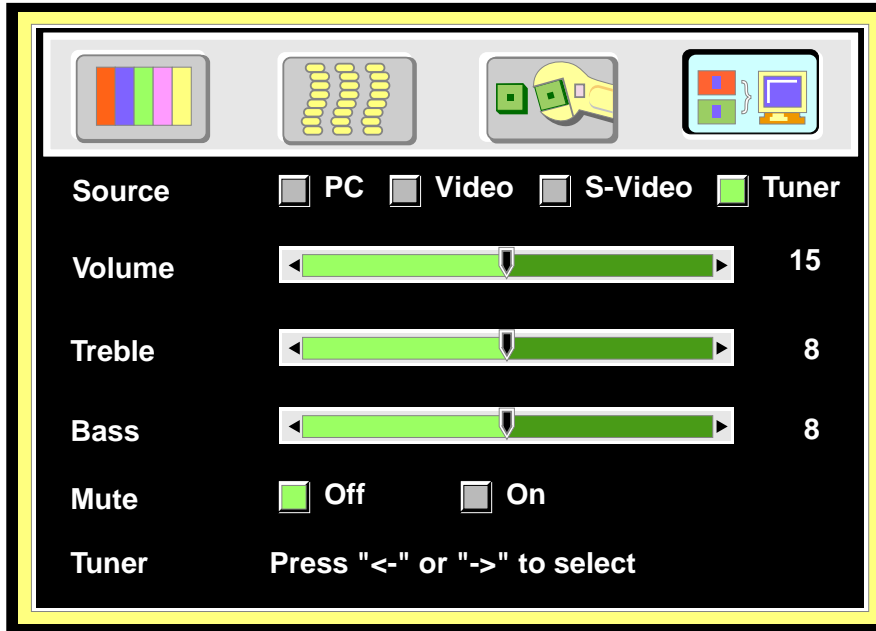 Source PC Video S-Video Tuner
Volume 15
Treble 8
Bass 8
Mute Off On
Tuner Press "<-" or "->" to select